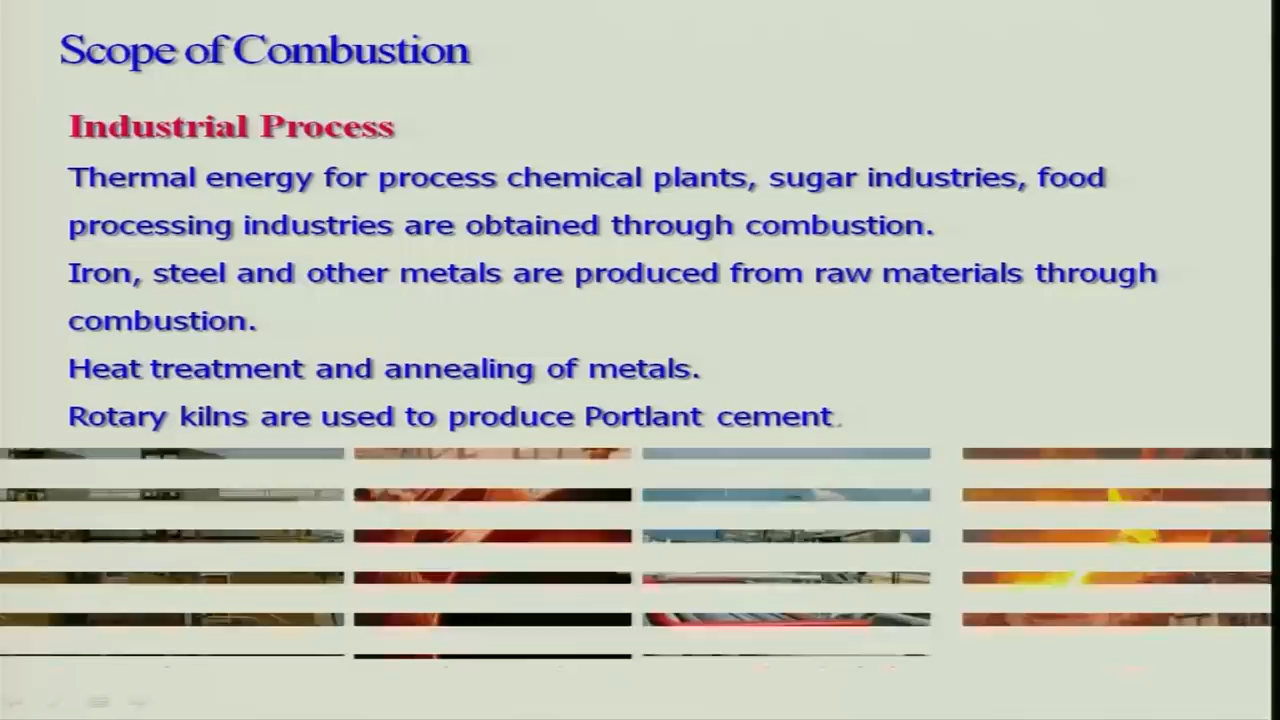 Scope of Combustion
Industrial Process
Thermal energy for process chemical plants, sugar industries, food
processing industries are obtained through combustion.
Iron, steel and other metals are produced from raw materials through
combustion.
Heat treatment and annealing of metals.
Rotary kilns are used to produce Portlant cement.